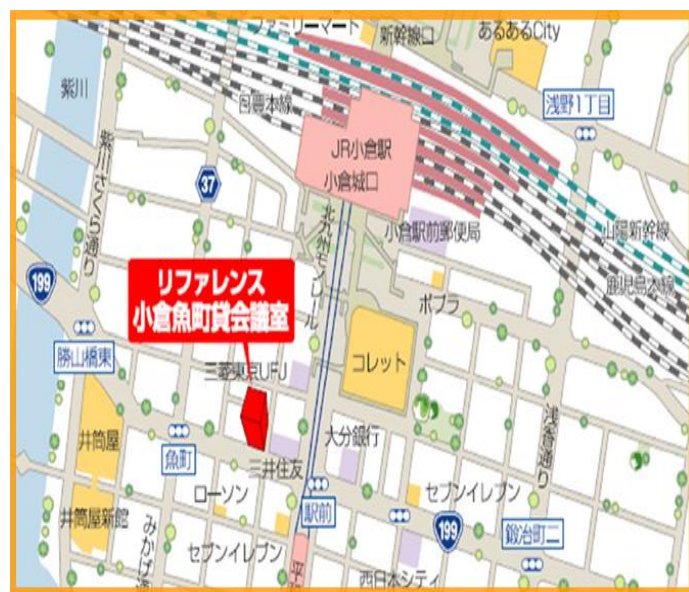 ファミリーマート
新幹線口
あるあるCity
紫川
日豊本線
浅野1丁目
JR小倉駅
小倉城口
37
紫川さくら通り
北九州モノレール
小倉駅前郵便局
山陽新幹線
鹿児島本線
199
リファレンス
小倉魚町貸会議室
ポプラ
勝山橋東
三菱東京UFJ
コレット
浅香通り
井筒屋
魚町
三井住友
大分銀行
ローソン
駅前
セブンイレブン
199
鍛冶町二
井筒屋新館
みかげ通
セブンイレブン
平
西日本シティ